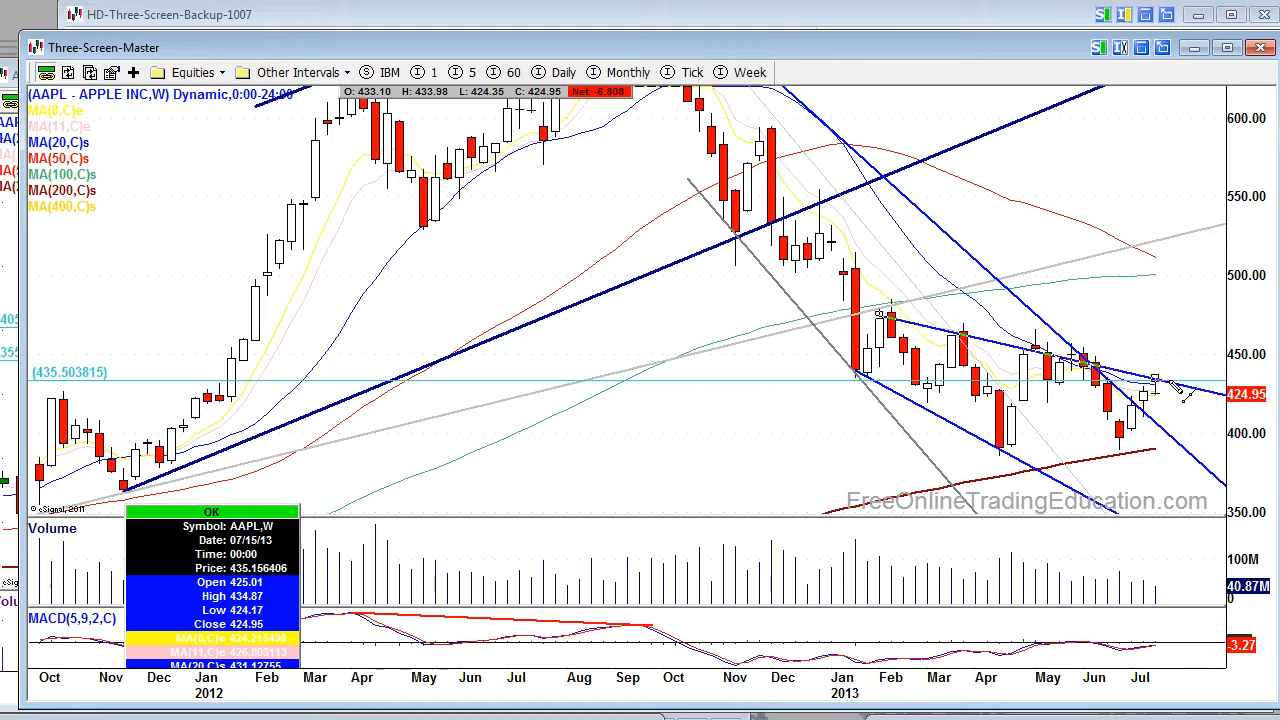 HD-Three-Screen-Backup-1007
Three-Screen-Master
Equities Other Intervals IBM 1 5 60 Daily Monthly Tick Week
(AAPL - APPLE INC,W) Dynamic,0:00-24:00
O: 433.10 H: 433.98 L: 424.35 C: 424.95 Net: -6.808
MA(8,C)e
MA(11,C)e
MA(20,C)s
MA(50,C)s
MA(100,C)s
MA(200,C)s
MA(400,C)s
600.00
550.00
500.00
450.00
(435.503815)
424.95
400.00
350.00
FreeOnlineTradingEducation.com
© eSignal, 2011
Volume
100M
40.87M
0
OK
Symbol: AAPL,W
Date: 07/15/13
Time: 00:00
Price: 435.156406
Open 425.01
High 434.87
Low 424.17
Close 424.95
MA(8,C)e 424.215498
MA(11,C)e 426.803113
MA(20,C)s 431.12755
MACD(5,9,2,C)
-3.27
Oct Nov Dec Jan Feb Mar Apr May Jun Jul Aug Sep Oct Nov Dec Jan Feb Mar Apr May Jun Jul
2012 2013